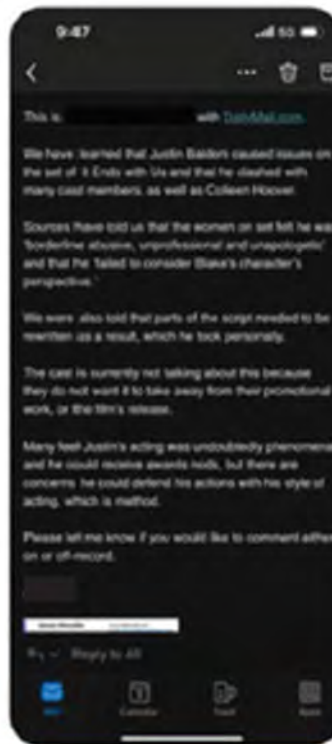 9:47
5G
This is with DailyMail.com
We have learned that Justin Baldoni caused issues on
the set of It Ends with Us and that he clashed with
many cast members, as well as Colleen Hoover.
Sources have told us that the women on set felt he was
'borderline abusive, unprofessional and unapologetic'
and that he 'failed to consider Blake's character's
perspective.'
We were also told that parts of the script needed to be
rewritten as a result, which he took personally.
The cast is currently not talking about this because
they do not want it to take away from their promotional
work, or the film's release.
Many feel Justin's acting was undoubtedly phenomenal
and he could receive awards nods, but there are
concerns he could defend his actions with his style of
acting, which is method.
Please let me know if you would like to comment either
on or off-record.
Reply to All
Mail
Calendar
Feed
Apps